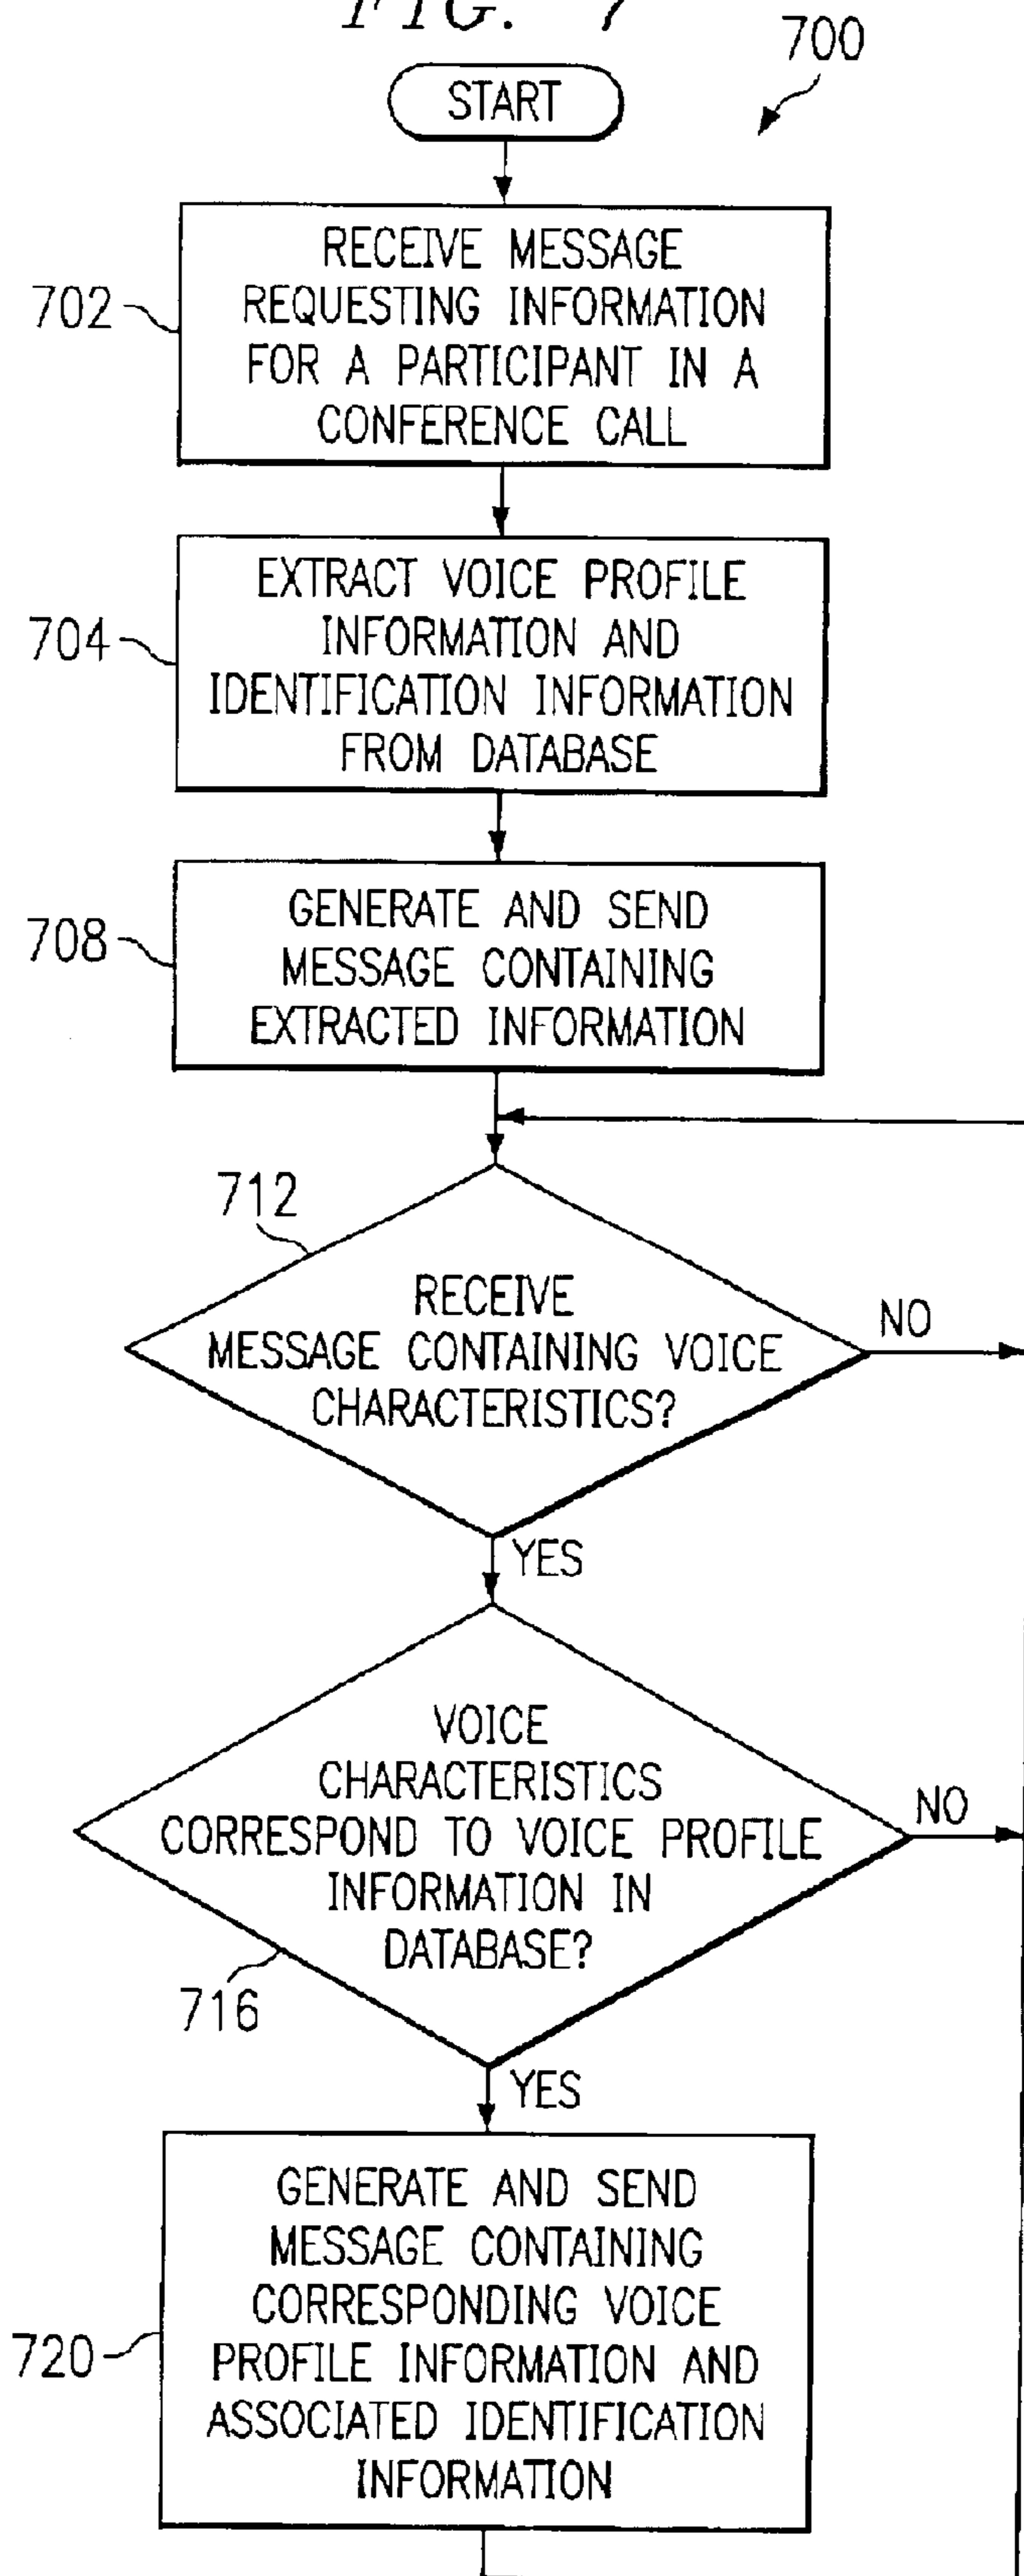 FIG. 7
700
START
702
RECEIVE MESSAGE
REQUESTING INFORMATION
FOR A PARTICIPANT IN A
CONFERENCE CALL
704
EXTRACT VOICE PROFILE
INFORMATION AND
IDENTIFICATION INFORMATION
FROM DATABASE
708
GENERATE AND SEND
MESSAGE CONTAINING
EXTRACTED INFORMATION
712
RECEIVE
MESSAGE CONTAINING VOICE
CHARACTERISTICS?
NO
YES
VOICE
CHARACTERISTICS
CORRESPOND TO VOICE PROFILE
INFORMATION IN
DATABASE?
NO
716
YES
720
GENERATE AND SEND
MESSAGE CONTAINING
CORRESPONDING VOICE
PROFILE INFORMATION AND
ASSOCIATED IDENTIFICATION
INFORMATION